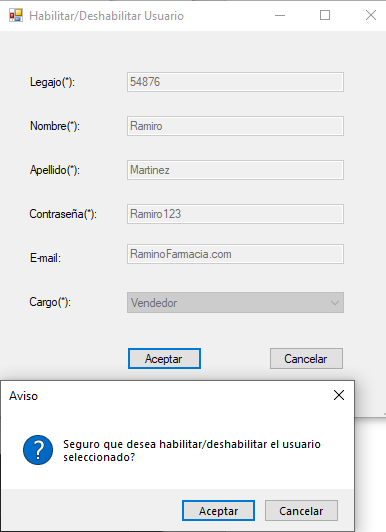 Habilitar/Deshabilitar Usuario
Legajo(*): 54876
Nombre(*): Ramiro
Apellido(*): Martinez
Contraseña(*): Ramiro123
E-mail: RaminoFarmacia.com
Cargo(*): Vendedor
Aceptar Cancelar
Aviso
Seguro que desea habilitar/deshabilitar el usuario
seleccionado?
Aceptar Cancelar